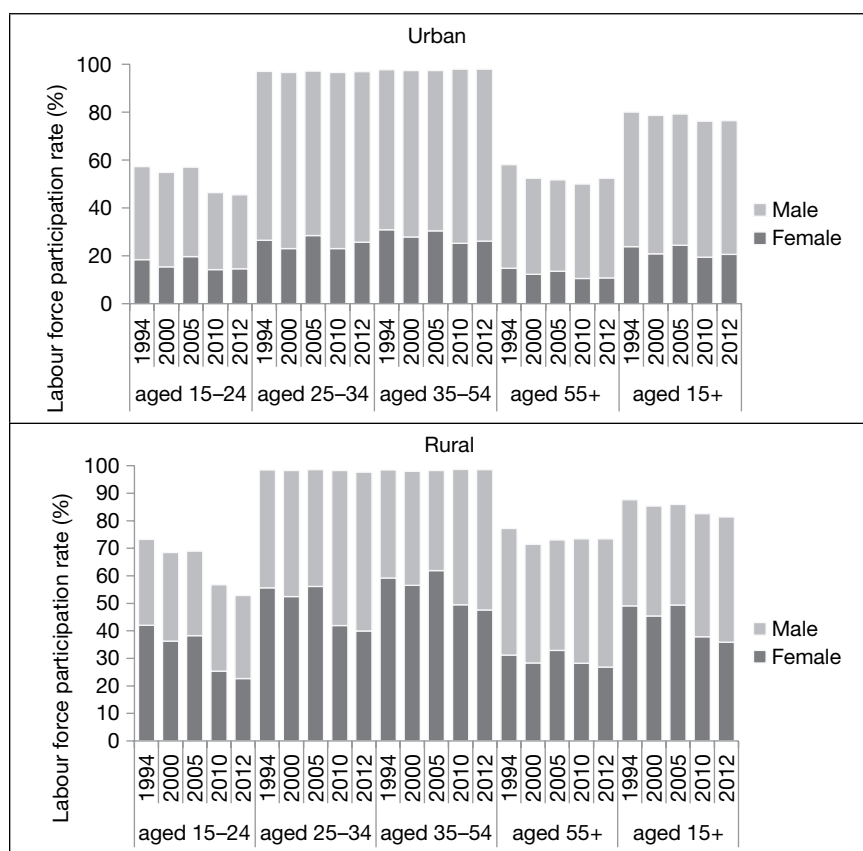 Urban
Labour force participation rate (%)
100
80
60
40
20
0
1994 2000 2005 2010 2012 1994 2000 2005 2010 2012 1994 2000 2005 2010 2012 1994 2000 2005 2010 2012 1994 2000 2005 2010 2012
aged 15–24 aged 25–34 aged 35–54 aged 55+ aged 15+
Male
Female
Rural
Labour force participation rate (%)
100
90
80
70
60
50
40
30
20
10
0
1994 2000 2005 2010 2012 1994 2000 2005 2010 2012 1994 2000 2005 2010 2012 1994 2000 2005 2010 2012 1994 2000 2005 2010 2012
aged 15–24 aged 25–34 aged 35–54 aged 55+ aged 15+
Male
Female